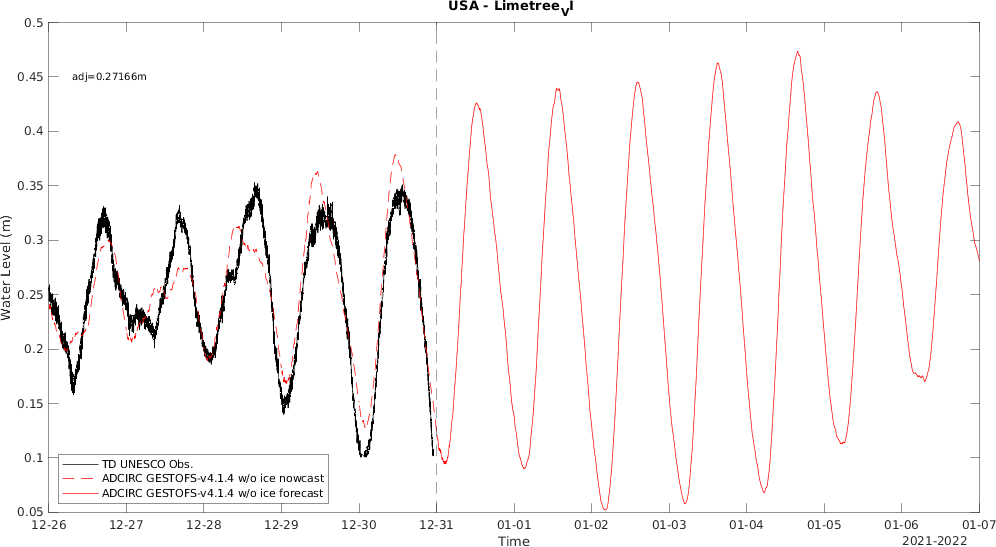 USA - LimetreeVI
0.5
0.45
0.4
0.35
0.3
0.25
0.2
0.15
0.1
0.05
Water Level (m)
adj=0.27166m
TD UNESCO Obs.
ADCIRC GESTOFS-v4.1.4 w/o ice nowcast
ADCIRC GESTOFS-v4.1.4 w/o ice forecast
12-26 12-27 12-28 12-29 12-30 12-31 01-01 01-02 01-03 01-04 01-05 01-06 01-07
Time
2021-2022